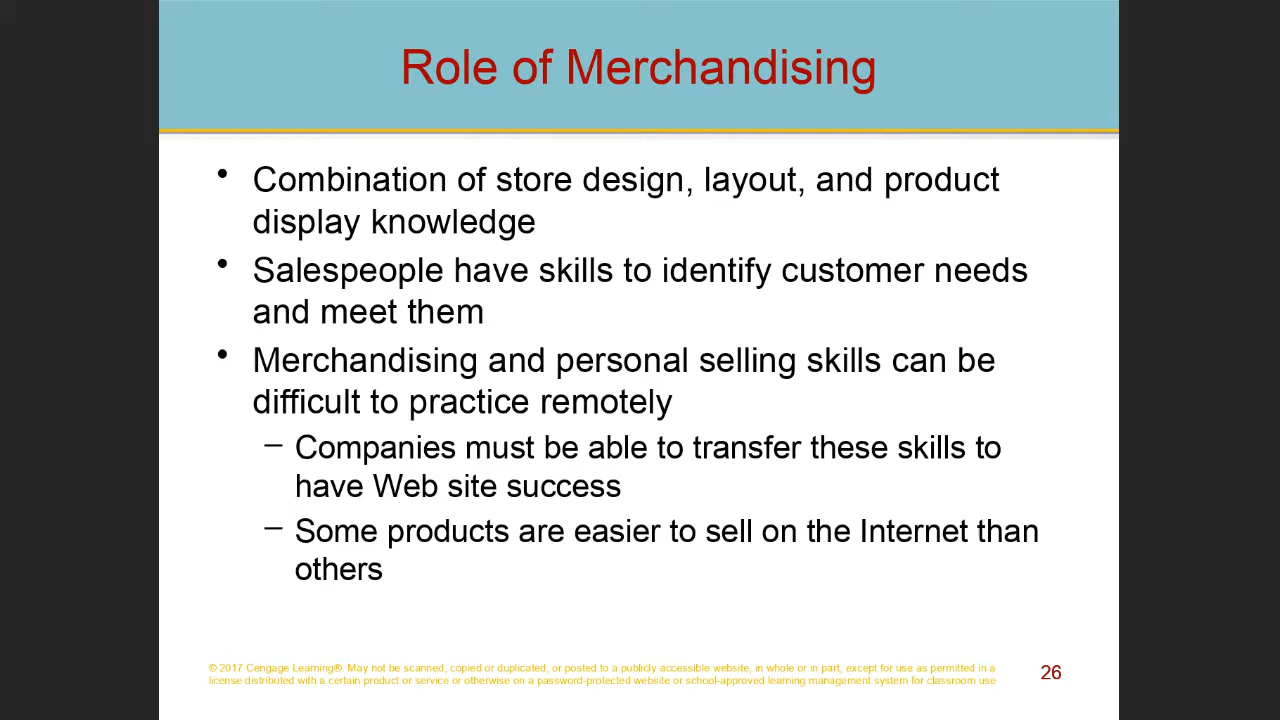 Role of Merchandising
• Combination of store design, layout, and product
display knowledge
• Salespeople have skills to identify customer needs
and meet them
• Merchandising and personal selling skills can be
difficult to practice remotely
– Companies must be able to transfer these skills to
have Web site success
– Some products are easier to sell on the Internet than
others
© 2017 Cengage Learning®. May not be scanned, copied or duplicated, or posted to a publicly accessible website, in whole or in part, except for use as permitted in a
license distributed with a certain product or service or otherwise on a password-protected website or school-approved learning management system for classroom use
26